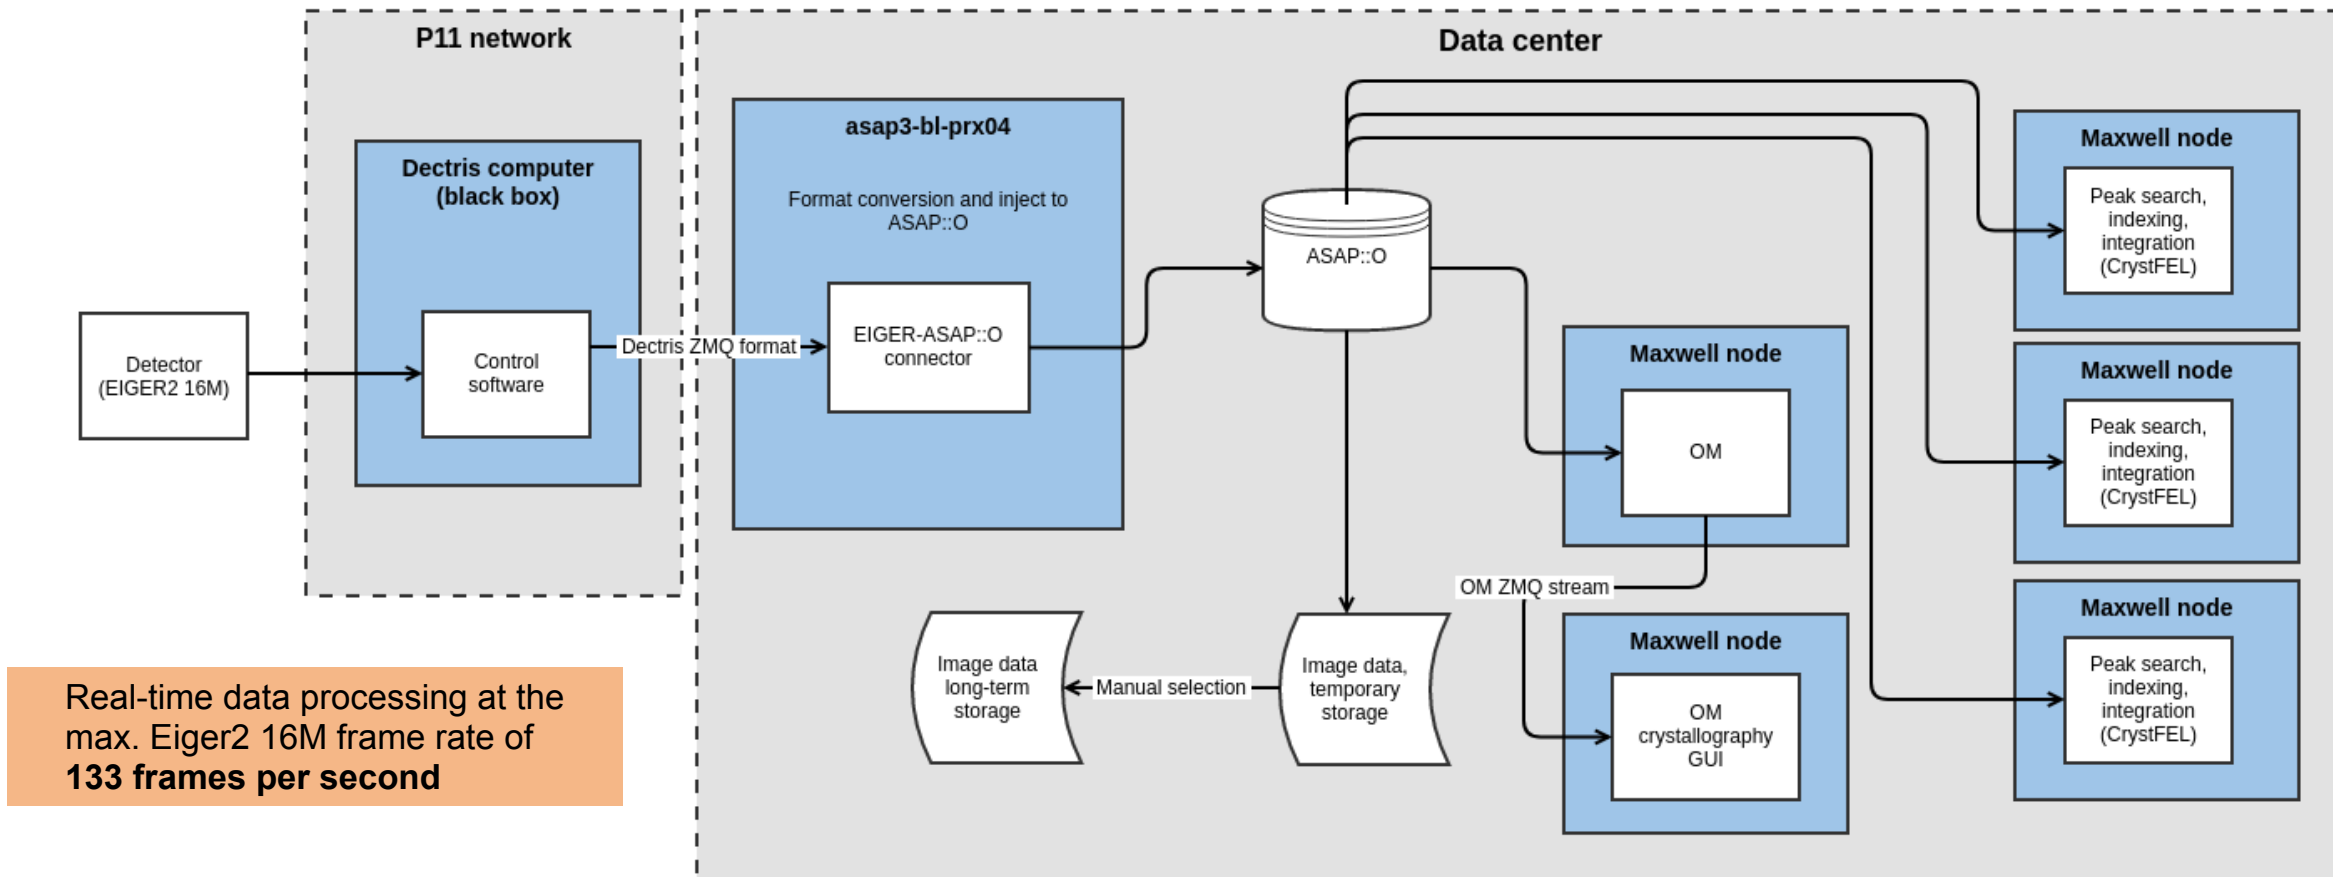 P11 network
Data center
Dectris computer
(black box)
asap3-bl-prx04
Format conversion and inject to
ASAP::O
Detector
(EIGER2 16M)
Control
software
Dectris ZMQ format
EIGER-ASAP::O
connector
ASAP::O
Maxwell node
OM
OM ZMQ stream
Maxwell node
OM
crystallography
GUI
Image data,
temporary
storage
Manual selection
Image data
long-term
storage
Maxwell node
Peak search,
indexing,
integration
(CrystFEL)
Maxwell node
Peak search,
indexing,
integration
(CrystFEL)
Maxwell node
Peak search,
indexing,
integration
(CrystFEL)
Real-time data processing at the
max. Eiger2 16M frame rate of
133 frames per second